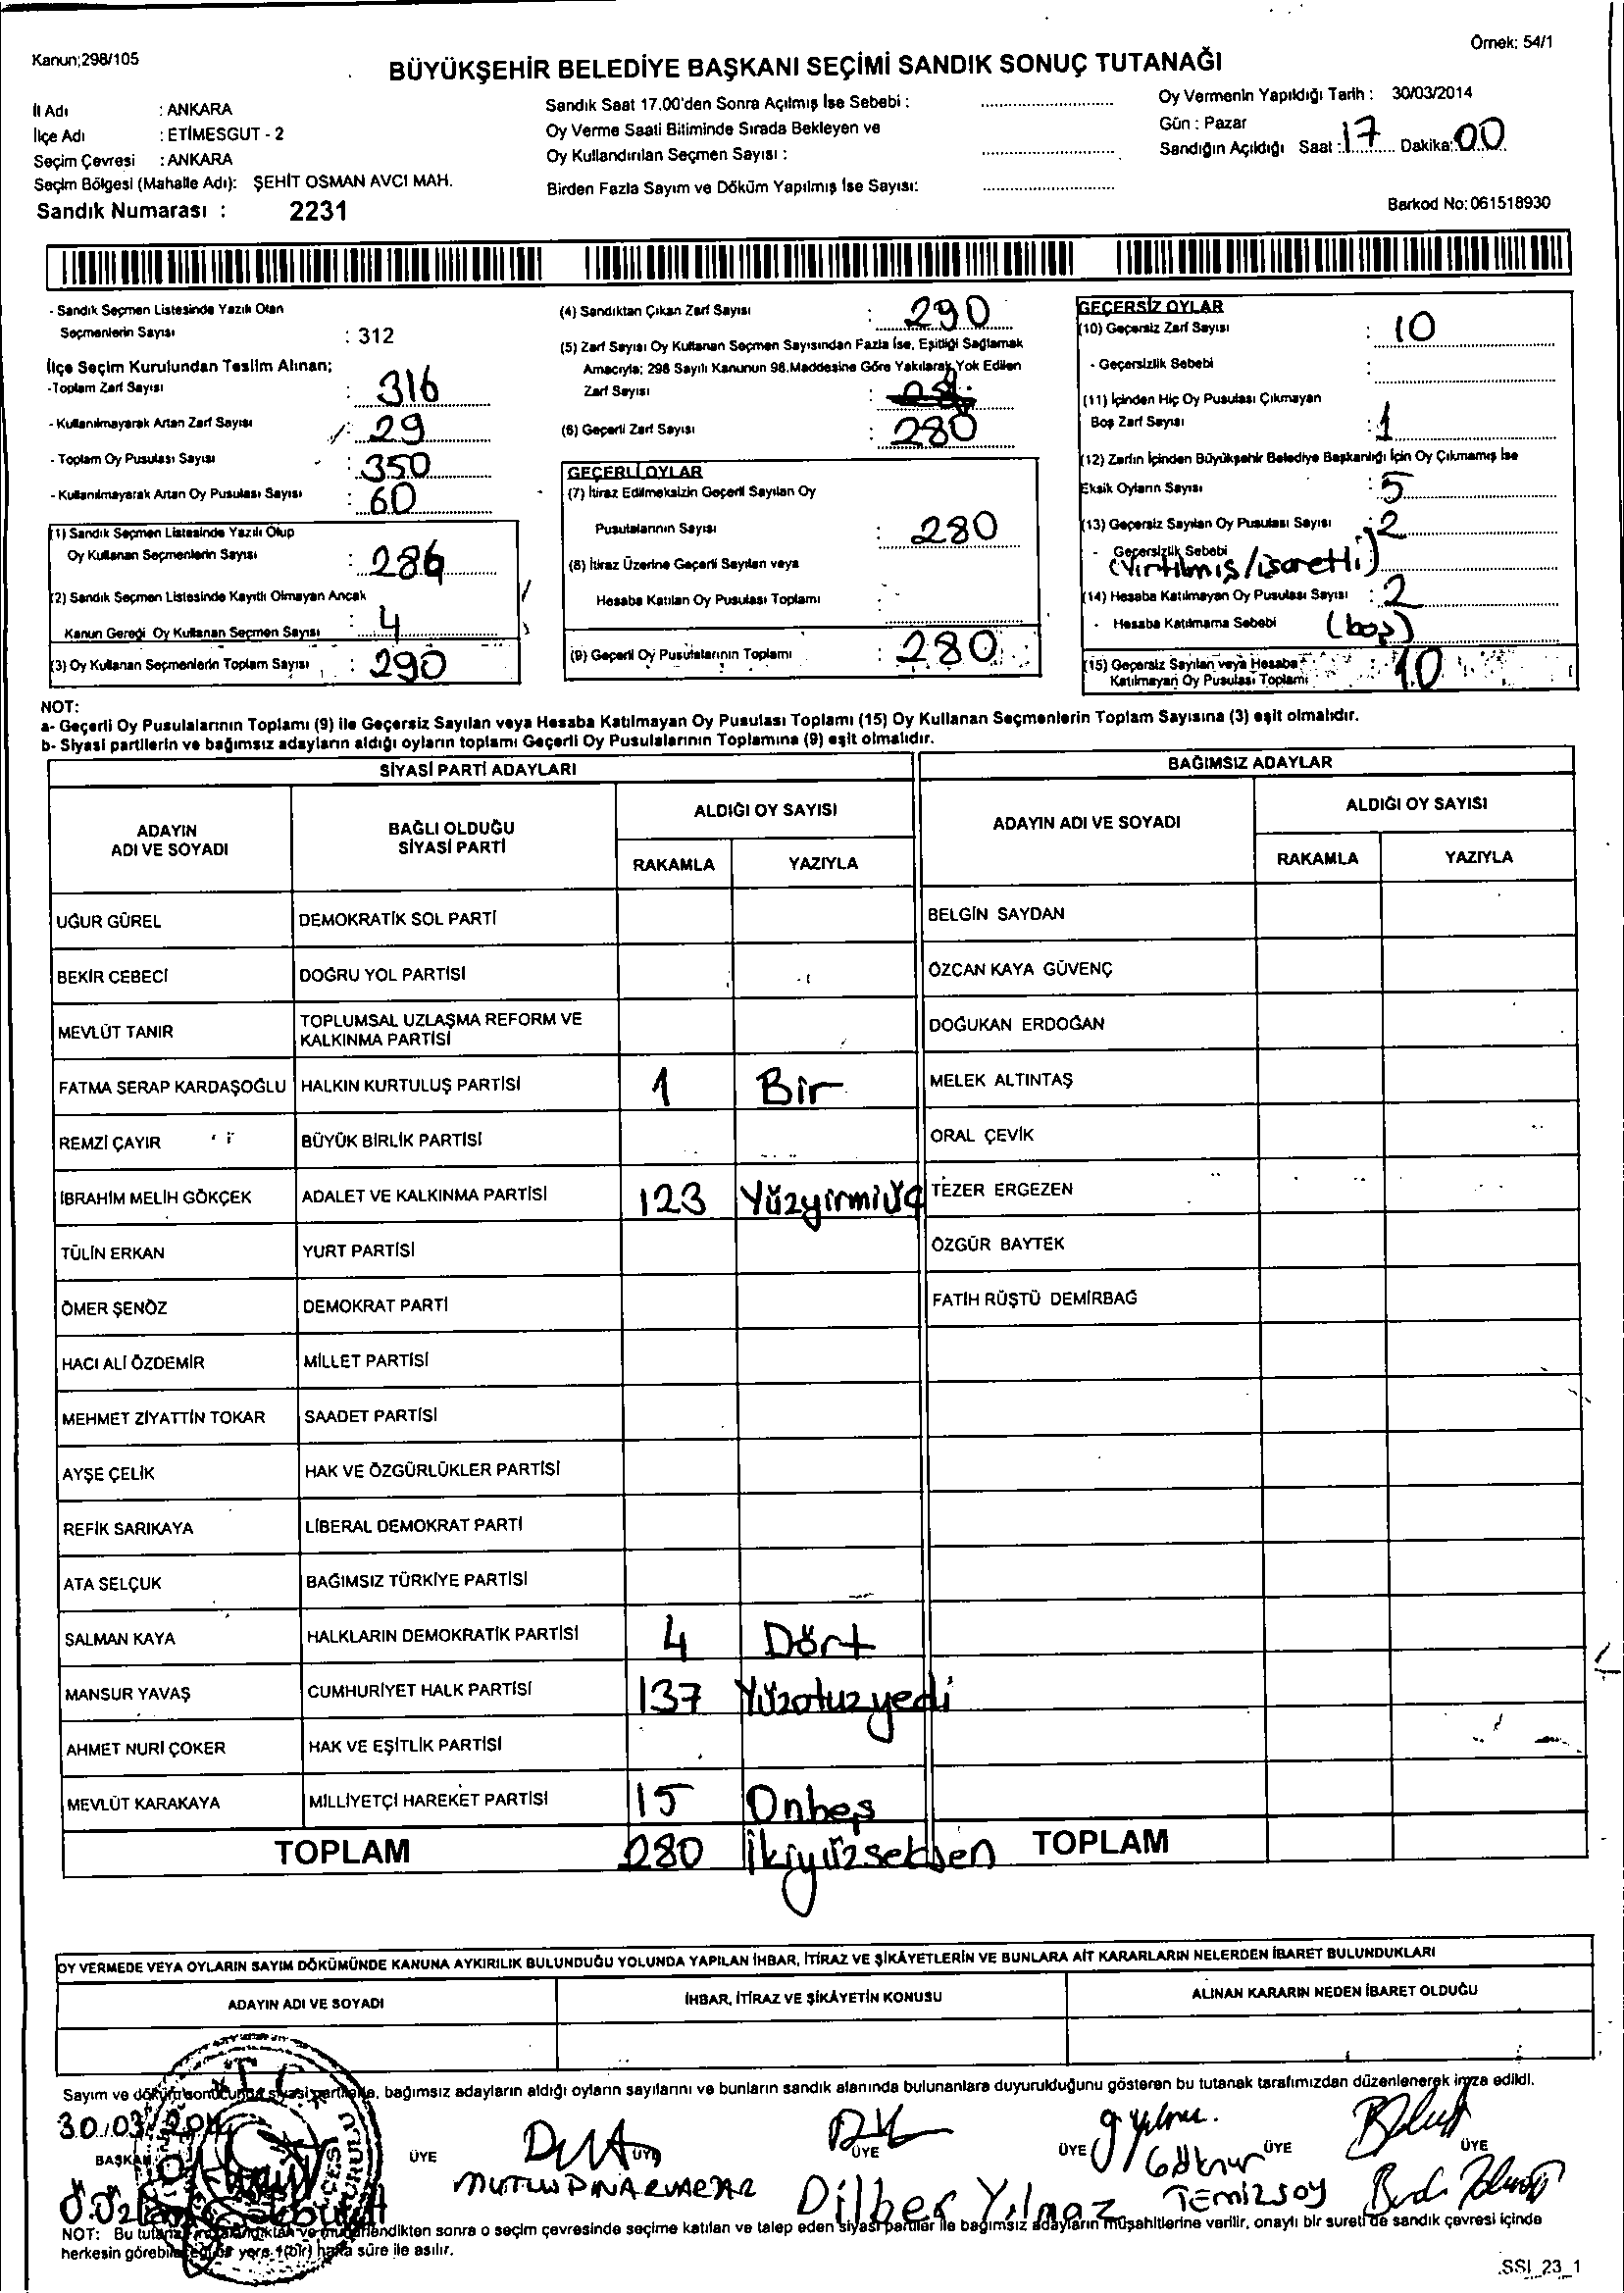 Kanun;298/105
Örnek: 54/1
BÜYÜKŞEHİR BELEDİYE BAŞKANI SEÇİMİ SANDIK SONUÇ TUTANAĞI
İl Adı : ANKARA
İlçe Adı : ETİMESGUT - 2
Seçim Çevresi : ANKARA
Seçim Bölgesi (Mahalle Adı): ŞEHİT OSMAN AVCI MAH.
Sandık Numarası : 2231
Sandık Saat 17.00'den Sonra Açılmış İse Sebebi :
Oy Verme Saati Bitiminde Sırada Bekleyen ve
Oy Kullandırılan Seçmen Sayısı :
Birden Fazla Sayım ve Döküm Yapılmış İse Sayısı:
Oy Vermenin Yapıldığı Tarih : 30/03/2014
Gün : Pazar
Sandığın Açıldığı Saat : 17 Dakika: 00
Barkod No: 061518930
- Sandık Seçmen Listesinde Yazılı Olan
Seçmenlerin Sayısı : 312
İlçe Seçim Kurulundan Teslim Alınan;
-Toplam Zarf Sayısı : 316
- Kullanılmayarak Artan Zarf Sayısı : 29
- Toplam Oy Pusulası Sayısı : 350
- Kullanılmayarak Artan Oy Pusulası Sayısı : 60
(1) Sandık Seçmen Listesinde Yazılı Olup
Oy Kullanan Seçmenlerin Sayısı : 286
(2) Sandık Seçmen Listesinde Kayıtlı Olmayan Ancak
Kanun Gereği Oy Kullanan Seçmen Sayısı : 4
(3) Oy Kullanan Seçmenlerin Toplam Sayısı : 290
(4) Sandıktan Çıkan Zarf Sayısı : 290
(5) Zarf Sayısı Oy Kullanan Seçmen Sayısından Fazla İse, Eşitliği Sağlamak
Amacıyla; 298 Sayılı Kanunun 98.Maddesine Göre Yakılarak Yok Edilen
Zarf Sayısı :
(6) Geçerli Zarf Sayısı : 280
GEÇERLİ OYLAR
(7) İtiraz Edilmeksizin Geçerli Sayılan Oy
Pusulalarının Sayısı : 280
(8) İtiraz Üzerine Geçerli Sayılan veya
Hesaba Katılan Oy Pusulası Toplamı :
(9) Geçerli Oy Pusulalarının Toplamı : 280
GEÇERSİZ OYLAR
(10) Geçersiz Zarf Sayısı : 10
- Geçersizlik Sebebi :
(11) İçinden Hiç Oy Pusulası Çıkmayan
Boş Zarf Sayısı : 1
(12) Zarfın İçinden Büyükşehir Belediye Başkanlığı İçin Oy Çıkmamış İse
Eksik Oyların Sayısı : 5
(13) Geçersiz Sayılan Oy Pusulası Sayısı : 2
- Geçersizlik Sebebi
(Yırtılmış/işaretli)
(14) Hesaba Katılmayan Oy Pusulası Sayısı : 2
- Hesaba Katılmama Sebebi (boş)
(15) Geçersiz Sayılan veya Hesaba
Katılmayan Oy Pusulası Toplamı : 10
NOT:
a- Geçerli Oy Pusulalarının Toplamı (9) ile Geçersiz Sayılan veya Hesaba Katılmayan Oy Pusulası Toplamı (15) Oy Kullanan Seçmenlerin Toplam Sayısına (3) eşit olmalıdır.
b- Siyasi partilerin ve bağımsız adayların aldığı oyların toplamı Geçerli Oy Pusulalarının Toplamına (9) eşit olmalıdır.
SİYASİ PARTİ ADAYLARI
BAĞIMSIZ ADAYLAR
ADAYIN ADI VE SOYADI
BAĞLI OLDUĞU SİYASİ PARTİ
ALDIĞI OY SAYISI
RAKAMLA YAZIYLA
ADAYIN ADI VE SOYADI
ALDIĞI OY SAYISI
RAKAMLA YAZIYLA
UĞUR GÜREL DEMOKRATİK SOL PARTİ BELGİN SAYDAN
BEKİR CEBECİ DOĞRU YOL PARTİSİ ÖZCAN KAYA GÜVENÇ
MEVLÜT TANIR TOPLUMSAL UZLAŞMA REFORM VE KALKINMA PARTİSİ DOĞUKAN ERDOĞAN
FATMA SERAP KARDAŞOĞLU HALKIN KURTULUŞ PARTİSİ 1 Bir MELEK ALTINTAŞ
REMZİ ÇAYIR BÜYÜK BİRLİK PARTİSİ ORAL ÇEVİK
İBRAHİM MELİH GÖKÇEK ADALET VE KALKINMA PARTİSİ 123 Yüzyirmiüç TEZER ERGEZEN
TÜLİN ERKAN YURT PARTİSİ ÖZGÜR BAYTEK
ÖMER ŞENÖZ DEMOKRAT PARTİ FATİH RÜŞTÜ DEMİRBAĞ
HACI ALİ ÖZDEMİR MİLLET PARTİSİ
MEHMET ZİYATTİN TOKAR SAADET PARTİSİ
AYŞE ÇELİK HAK VE ÖZGÜRLÜKLER PARTİSİ
REFİK SARIKAYA LİBERAL DEMOKRAT PARTİ
ATA SELÇUK BAĞIMSIZ TÜRKİYE PARTİSİ
SALMAN KAYA HALKLARIN DEMOKRATİK PARTİSİ 4 Dört
MANSUR YAVAŞ CUMHURİYET HALK PARTİSİ 137 Yüzotuzyedi
AHMET NURİ ÇOKER HAK VE EŞİTLİK PARTİSİ
MEVLÜT KARAKAYA MİLLİYETÇİ HAREKET PARTİSİ 15 Onbeş
TOPLAM 280 İkiyüzseksen TOPLAM
OY VERMEDE VEYA OYLARIN SAYIM DÖKÜMÜNDE KANUNA AYKIRILIK BULUNDUĞU YOLUNDA YAPILAN İHBAR, İTİRAZ VE ŞİKÂYETLERİN VE BUNLARA AİT KARARLARIN NELERDEN İBARET BULUNDUKLARI
ADAYIN ADI VE SOYADI İHBAR, İTİRAZ VE ŞİKÂYETİN KONUSU ALINAN KARARIN NEDEN İBARET OLDUĞU
Sayım ve döküm sonucunda siyasi partilerin, bağımsız adayların aldığı oyların sayılarını ve bunların sandık alanında bulunanlara duyurulduğunu gösteren bu tutanak tarafımızdan düzenlenerek imza edildi.
30/03/2014
BAŞKAN ÜYE ÜYE ÜYE ÜYE ÜYE ÜYE
MUTLU PINAR Dilber Yılmaz Göknur TEMİZSOY
NOT: Bu tutanak sonra o seçim çevresinde seçime katılan ve talep eden siyasi partiler ile bağımsız adayların müşahitlerine verilir, onaylı bir sureti de sandık çevresi içinde
herkesin görebileceği bir yere 1(bir) hafta süre ile asılır.
SSI_23_1